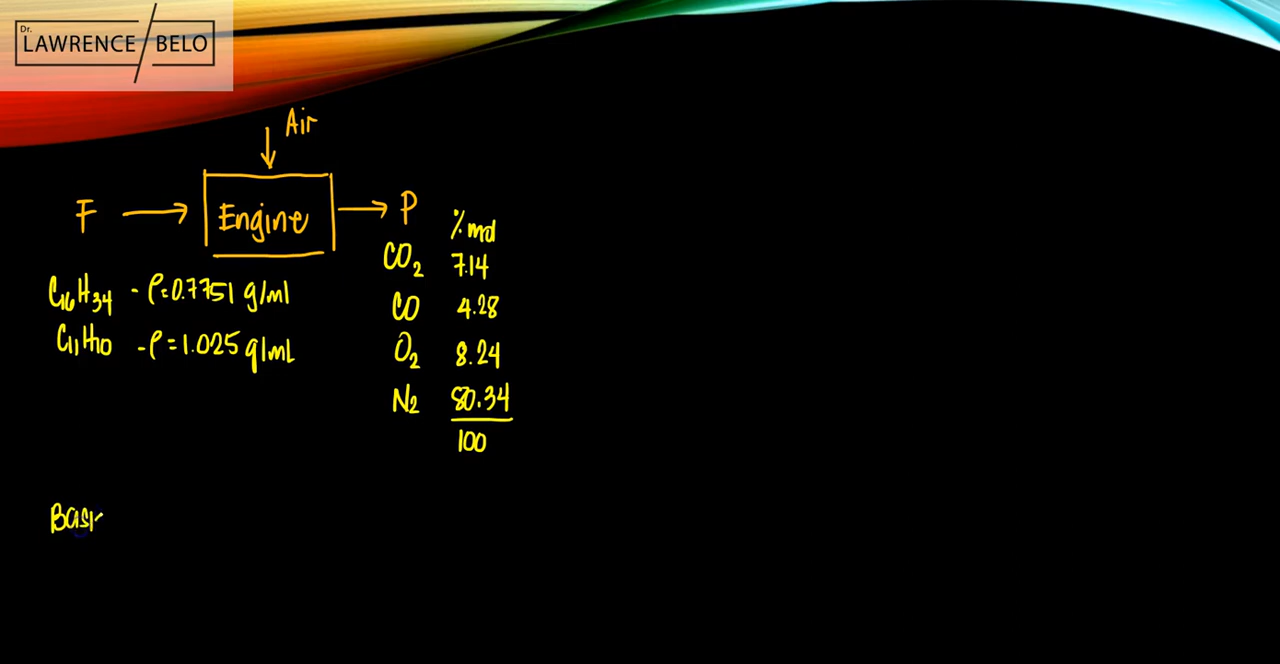 Dr.
LAWRENCE / BELO
Air
F → Engine → P
% mol
CO₂ 7.14
C₁₆H₃₄ - ρ=0.7751 g/ml
CO 4.28
C₁₁H₁₀ - ρ=1.025 g/mL
O₂ 8.24
N₂ 80.34
100
Basi